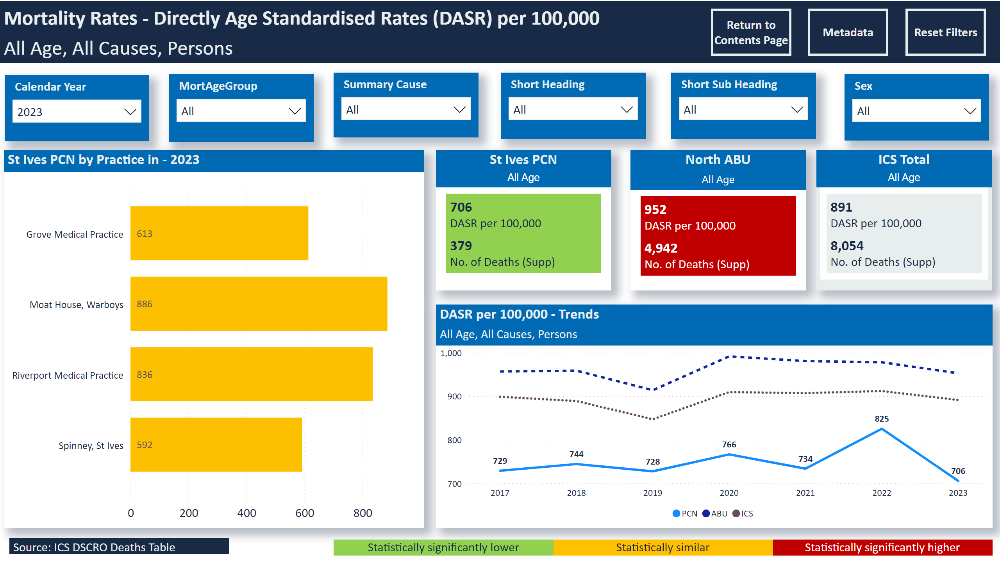 Mortality Rates - Directly Age Standardised Rates (DASR) per 100,000
All Age, All Causes, Persons
Return to
Contents Page
Metadata
Reset Filters
Calendar Year
2023
MortAgeGroup
All
Summary Cause
All
Short Heading
All
Short Sub Heading
All
Sex
All
St Ives PCN by Practice in - 2023
Grove Medical Practice
613
Moat House, Warboys
886
Riverport Medical Practice
836
Spinney, St Ives
592
0 200 400 600 800
St Ives PCN
All Age
706
DASR per 100,000
379
No. of Deaths (Supp)
North ABU
All Age
952
DASR per 100,000
4,942
No. of Deaths (Supp)
ICS Total
All Age
891
DASR per 100,000
8,054
No. of Deaths (Supp)
DASR per 100,000 - Trends
All Age, All Causes, Persons
1,000
900
800
700
729 744 728 766 734 825 706
2017 2018 2019 2020 2021 2022 2023
PCN ABU ICS
Source: ICS DSCRO Deaths Table
Statistically significantly lower
Statistically similar
Statistically significantly higher